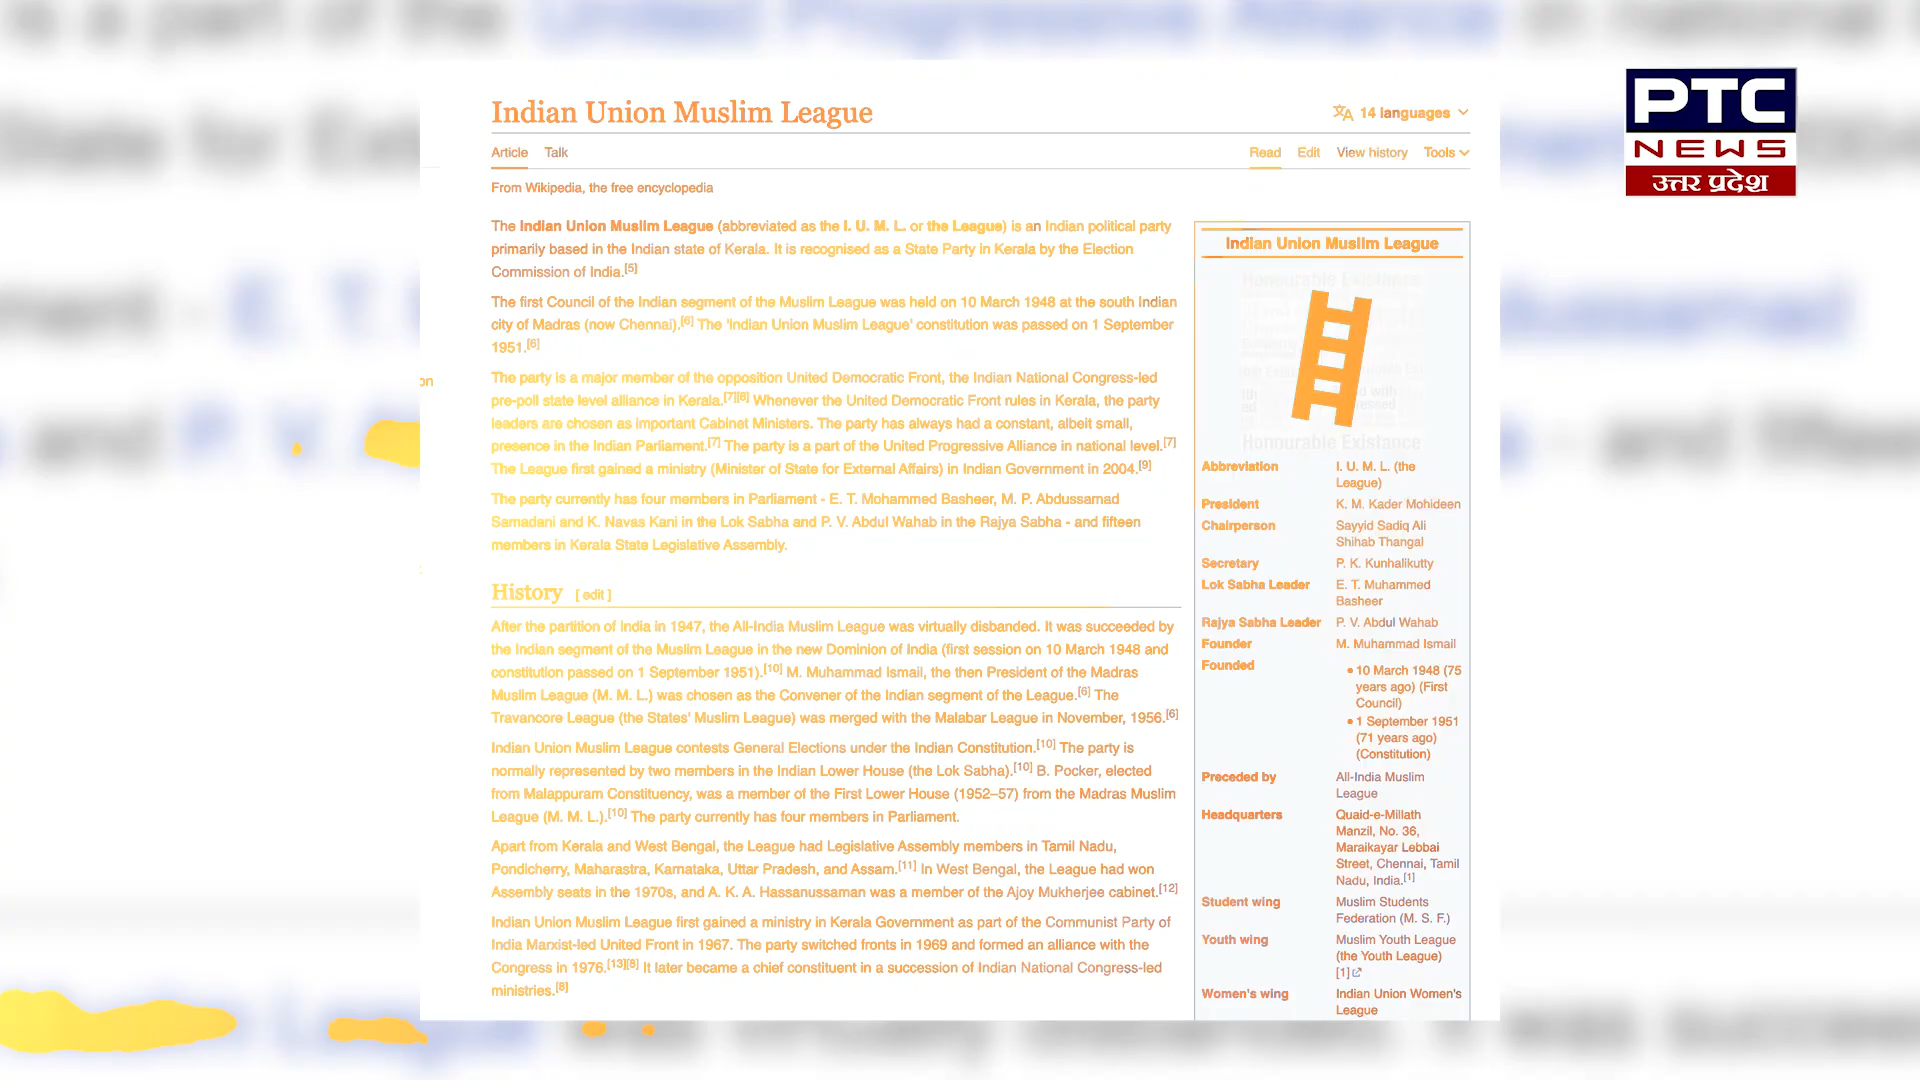 is a part of the United Progressive Alliance in national
State for Ext
PTC
NEWS
उत्तर प्रदेश
Indian Union Muslim League
14 languages
Article Talk
Read Edit View history Tools
From Wikipedia, the free encyclopedia
The Indian Union Muslim League (abbreviated as the I. U. M. L. or the League) is an Indian political party
primarily based in the Indian state of Kerala. It is recognised as a State Party in Kerala by the Election
Commission of India.[5]
The first Council of the Indian segment of the Muslim League was held on 10 March 1948 at the south Indian
city of Madras (now Chennai).[6] The 'Indian Union Muslim League' constitution was passed on 1 September
1951.[6]
The party is a major member of the opposition United Democratic Front, the Indian National Congress-led
pre-poll state level alliance in Kerala.[7][8] Whenever the United Democratic Front rules in Kerala, the party
leaders are chosen as important Cabinet Ministers. The party has always had a constant, albeit small,
presence in the Indian Parliament.[7] The party is a part of the United Progressive Alliance in national level.[7]
The League first gained a ministry (Minister of State for External Affairs) in Indian Government in 2004.[9]
The party currently has four members in Parliament - E. T. Mohammed Basheer, M. P. Abdussamad
Samadani and K. Navas Kani in the Lok Sabha and P. V. Abdul Wahab in the Rajya Sabha - and fifteen
members in Kerala State Legislative Assembly.
History [ edit ]
After the partition of India in 1947, the All-India Muslim League was virtually disbanded. It was succeeded by
the Indian segment of the Muslim League in the new Dominion of India (first session on 10 March 1948 and
constitution passed on 1 September 1951).[10] M. Muhammad Ismail, the then President of the Madras
Muslim League (M. M. L.) was chosen as the Convener of the Indian segment of the League.[6] The
Travancore League (the States' Muslim League) was merged with the Malabar League in November, 1956.[6]
Indian Union Muslim League contests General Elections under the Indian Constitution.[10] The party is
normally represented by two members in the Indian Lower House (the Lok Sabha).[10] B. Pocker, elected
from Malappuram Constituency, was a member of the First Lower House (1952–57) from the Madras Muslim
League (M. M. L.).[10] The party currently has four members in Parliament.
Apart from Kerala and West Bengal, the League had Legislative Assembly members in Tamil Nadu,
Pondicherry, Maharastra, Karnataka, Uttar Pradesh, and Assam.[11] In West Bengal, the League had won
Assembly seats in the 1970s, and A. K. A. Hassanussaman was a member of the Ajoy Mukherjee cabinet.[12]
Indian Union Muslim League first gained a ministry in Kerala Government as part of the Communist Party of
India Marxist-led United Front in 1967. The party switched fronts in 1969 and formed an alliance with the
Congress in 1976.[13][8] It later became a chief constituent in a succession of Indian National Congress-led
ministries.[8]
Indian Union Muslim League
Honourable Existance
Honourable Existance
Abbreviation I. U. M. L. (the
League)
President K. M. Kader Mohideen
Chairperson Sayyid Sadiq Ali
Shihab Thangal
Secretary P. K. Kunhalikutty
Lok Sabha Leader E. T. Muhammed
Basheer
Rajya Sabha Leader P. V. Abdul Wahab
Founder M. Muhammad Ismail
Founded • 10 March 1948 (75
years ago) (First
Council)
• 1 September 1951
(71 years ago)
(Constitution)
Preceded by All-India Muslim
League
Headquarters Quaid-e-Millath
Manzil, No. 36,
Maraikayar Lebbai
Street, Chennai, Tamil
Nadu, India.[1]
Student wing Muslim Students
Federation (M. S. F.)
Youth wing Muslim Youth League
(the Youth League)
[1]
Women's wing Indian Union Women's
League